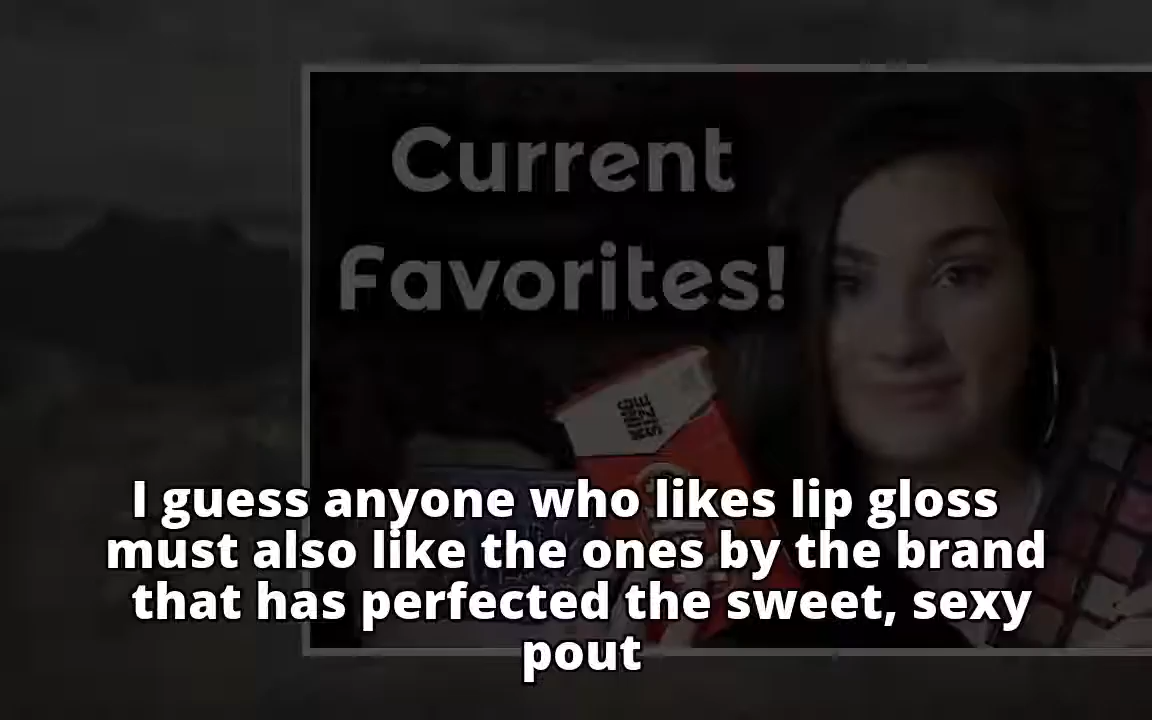 Current
Favorites!
I guess anyone who likes lip gloss
must also like the ones by the brand
that has perfected the sweet, sexy
pout